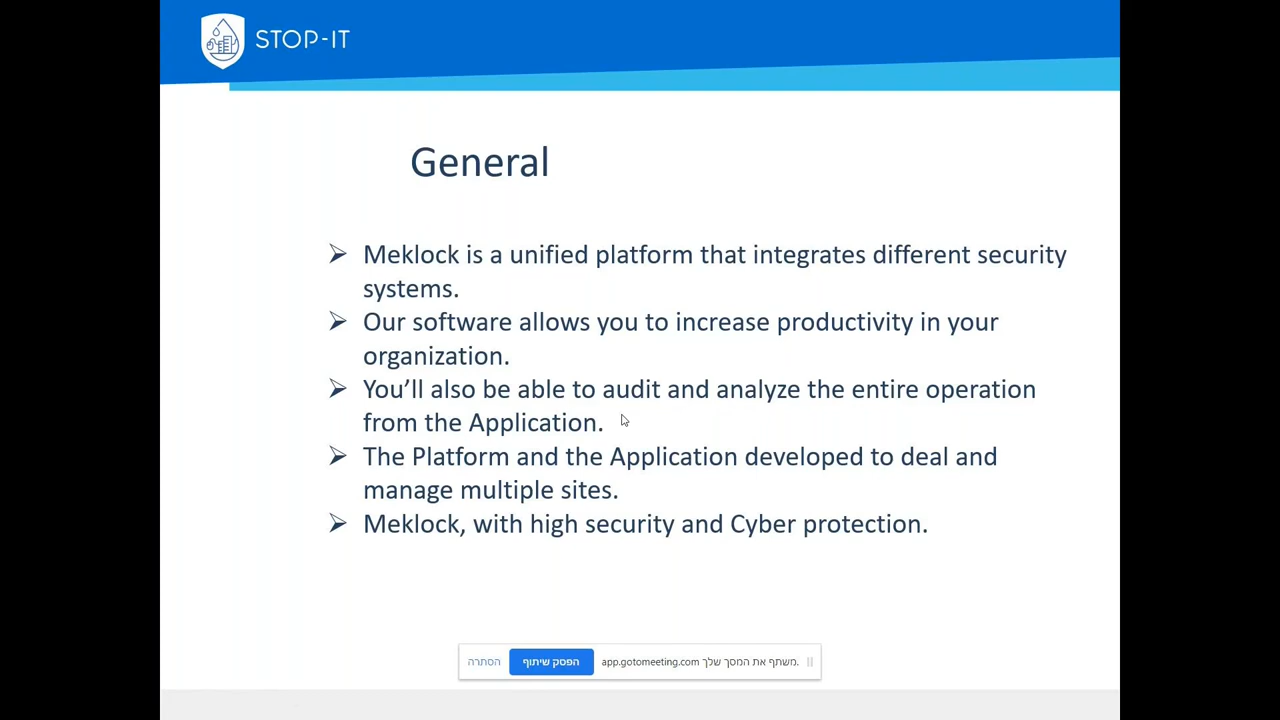 STOP-IT
General
➢ Meklock is a unified platform that integrates different security
systems.
➢ Our software allows you to increase productivity in your
organization.
➢ You’ll also be able to audit and analyze the entire operation
from the Application.
➢ The Platform and the Application developed to deal and
manage multiple sites.
➢ Meklock, with high security and Cyber protection.
app.gotomeeting.com משתף את המסך שלך. הפסק שיתוף הסתרה